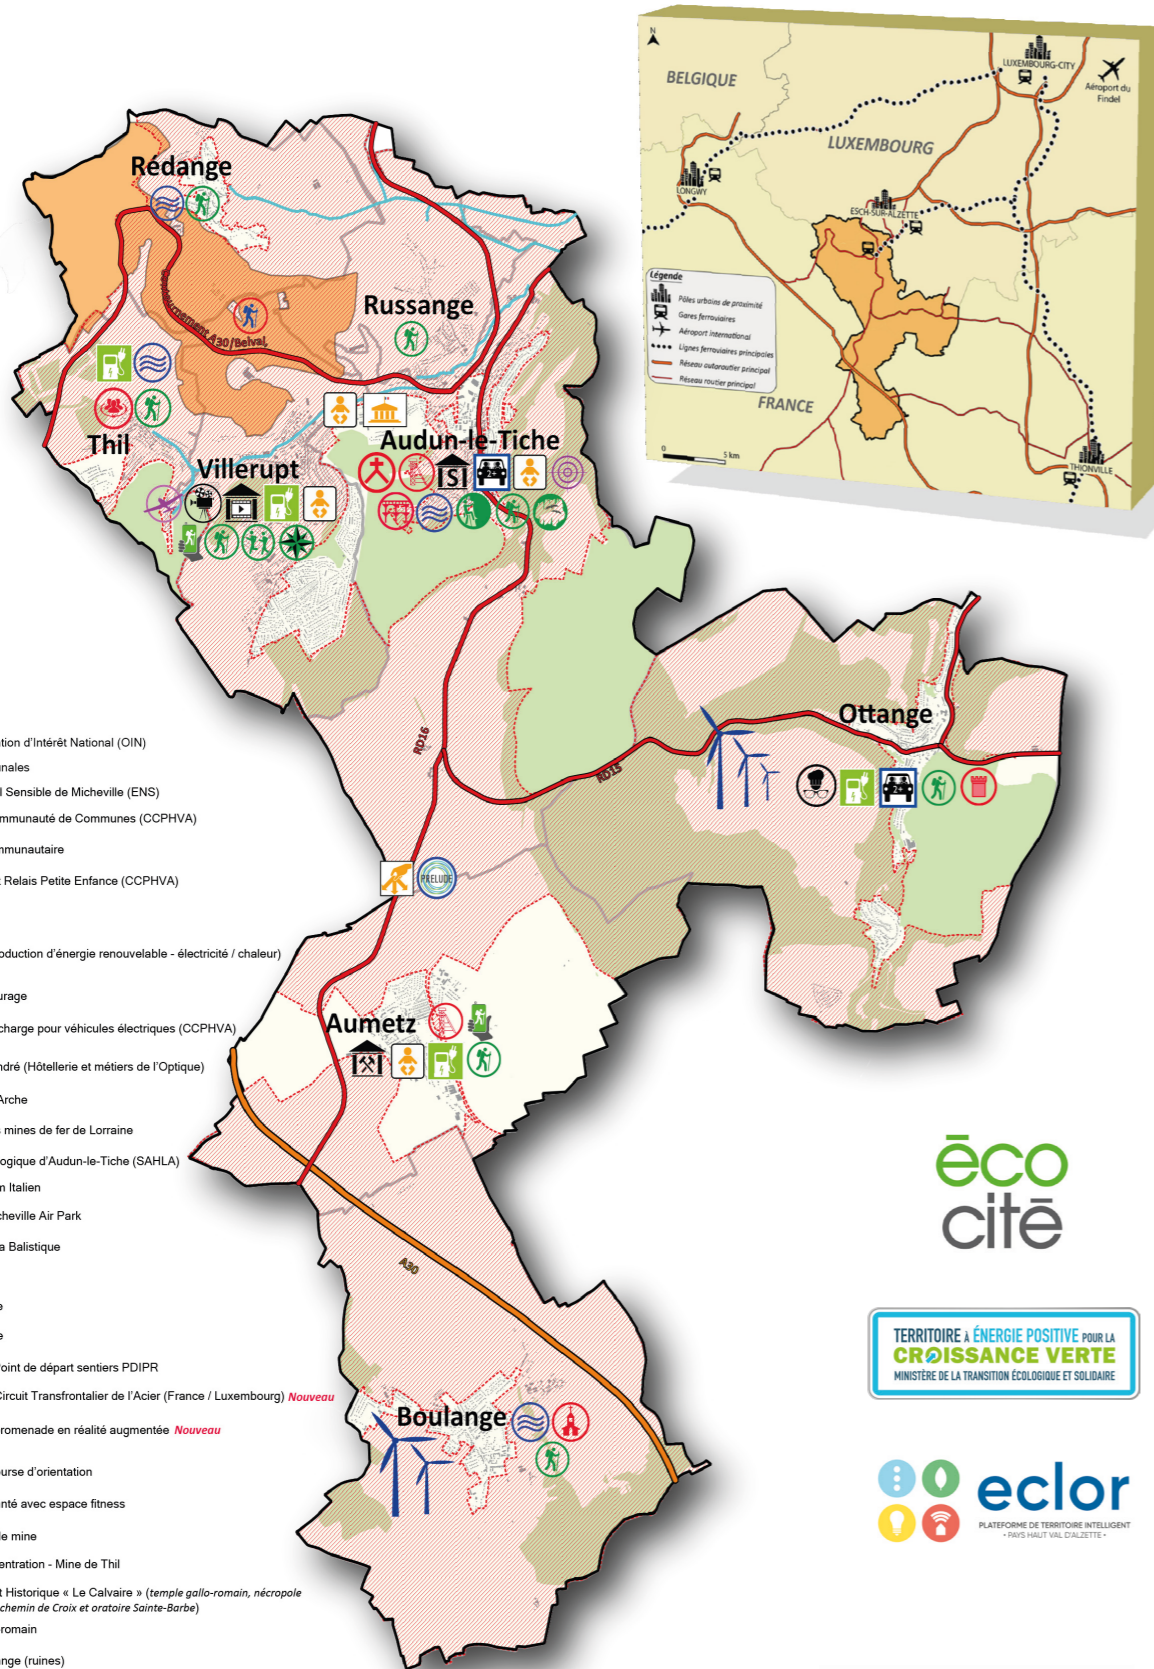 N
BELGIQUE
LUXEMBOURG-CITY
Aéroport du
Findel
LUXEMBOURG
LONGWY
ESCH-SUR-ALZETTE
Légende
Pôles urbains de proximité
Gares ferroviaires
Aéroport international
Lignes ferroviaires principales
Réseau autoroutier principal
Réseau routier principal
FRANCE
0 5 km
THIONVILLE
Rédange
Russange
A30/Belval
Thil
Villerupt
Audun-le-Tiche
Ottange
RD16
RD15
PRELUDE
Aumetz
A30
Boulange
tion d'Intérêt National (OIN)
nales
l Sensible de Micheville (ENS)
mmunauté de Communes (CCPHVA)
mmunautaire
t Relais Petite Enfance (CCPHVA)
oduction d'énergie renouvelable - électricité / chaleur)
urage
charge pour véhicules électriques (CCPHVA)
ndré (Hôtellerie et métiers de l'Optique)
Arche
s mines de fer de Lorraine
ogique d'Audun-le-Tiche (SAHLA)
m Italien
cheville Air Park
a Balistique
e
e
Point de départ sentiers PDIPR
Circuit Transfrontalier de l'Acier (France / Luxembourg) Nouveau
romenade en réalité augmentée Nouveau
urse d'orientation
nté avec espace fitness
de mine
entration - Mine de Thil
t Historique « Le Calvaire » (temple gallo-romain, nécropole
chemin de Croix et oratoire Sainte-Barbe)
romain
nge (ruines)
éco
cité
TERRITOIRE à ÉNERGIE POSITIVE POUR LA
CROISSANCE VERTE
MINISTÈRE DE LA TRANSITION ÉCOLOGIQUE ET SOLIDAIRE
eclor
PLATEFORME DE TERRITOIRE INTELLIGENT
- PAYS HAUT VAL D'ALZETTE -